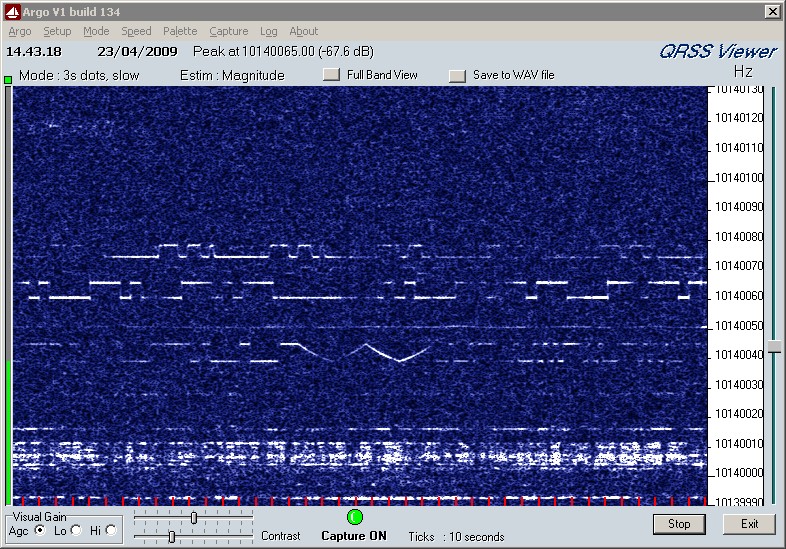 Argo V1 build 134
Argo Setup Mode Speed Palette Capture Log About
14.43.18 23/04/2009 Peak at 10140065.00 (-67.6 dB) QRSS Viewer
Mode : 3s dots, slow Estim : Magnitude Full Band View Save to WAV file Hz
10140130
10140120
10140110
10140100
10140090
10140080
10140070
10140060
10140050
10140040
10140030
10140020
10140010
10140000
10139990
Visual Gain
Agc Lo Hi
Contrast
Capture ON
Ticks : 10 seconds
Stop
Exit